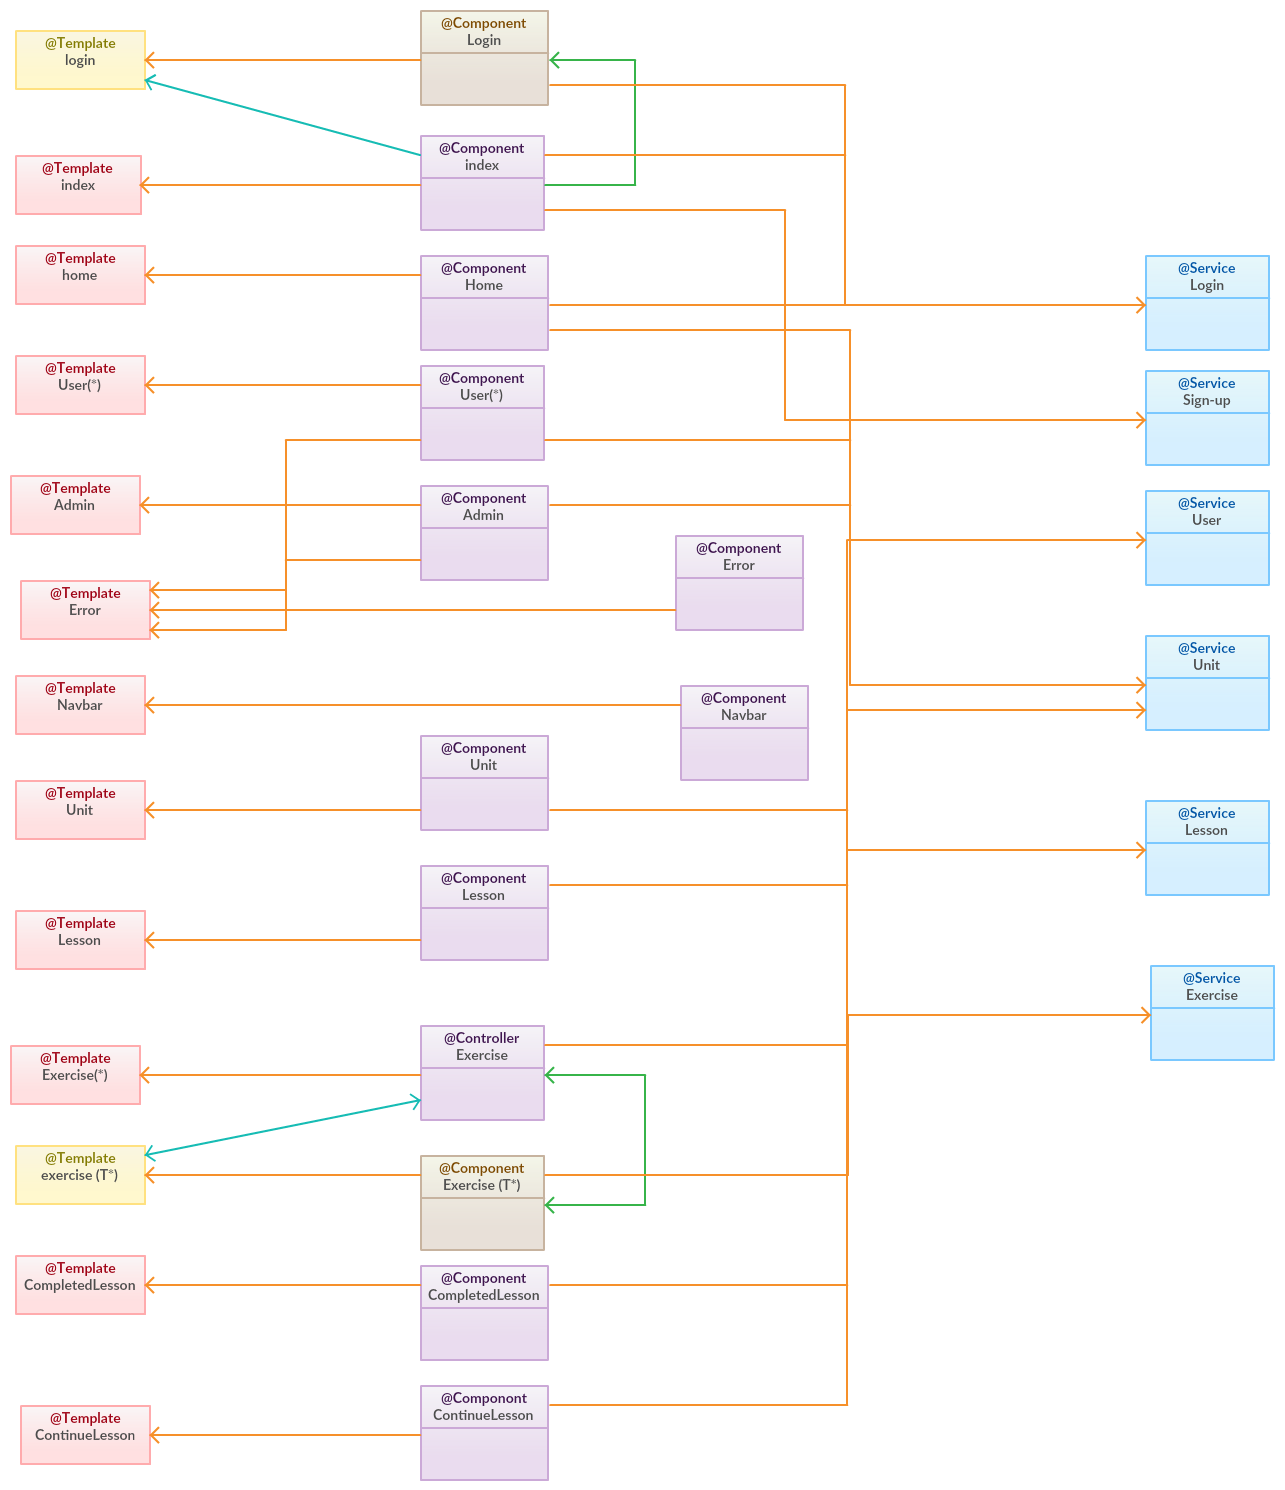 @Template
login
@Template
index
@Template
home
@Template
User(*)
@Template
Admin
@Template
Error
@Template
Navbar
@Template
Unit
@Template
Lesson
@Template
Exercise(*)
@Template
exercise (T*)
@Template
CompletedLesson
@Template
ContinueLesson
@Component
Login
@Component
index
@Component
Home
@Component
User(*)
@Component
Admin
@Component
Error
@Component
Navbar
@Component
Unit
@Component
Lesson
@Controller
Exercise
@Component
Exercise (T*)
@Component
CompletedLesson
@Componont
ContinueLesson
@Service
Login
@Service
Sign-up
@Service
User
@Service
Unit
@Service
Lesson
@Service
Exercise